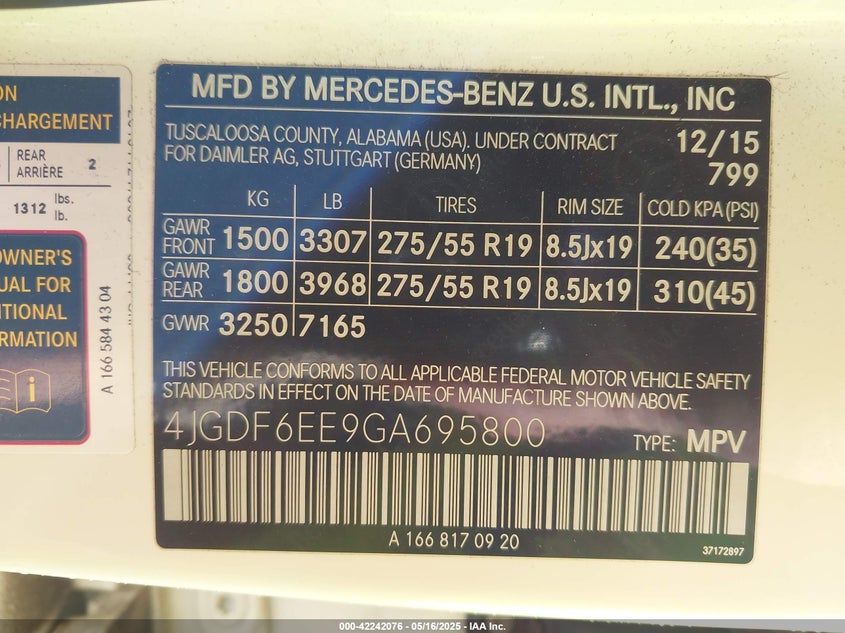 ON
CHARGEMENT
REAR
ARRIÈRE 2
1312 lbs.
lb.
OWNER'S
UAL FOR
ITIONAL
ORMATION
A 166 584 43 04
MFD BY MERCEDES-BENZ U.S. INTL., INC
TUSCALOOSA COUNTY, ALABAMA (USA). UNDER CONTRACT 12/15
FOR DAIMLER AG, STUTTGART (GERMANY) 799
KG LB TIRES RIM SIZE COLD KPA (PSI)
GAWR FRONT 1500 3307 275/55 R19 8.5Jx19 240(35)
GAWR REAR 1800 3968 275/55 R19 8.5Jx19 310(45)
GVWR 3250 7165
THIS VEHICLE CONFORMS TO ALL APPLICABLE FEDERAL MOTOR VEHICLE SAFETY
STANDARDS IN EFFECT ON THE DATE OF MANUFACTURE SHOWN ABOVE.
4JGDF6EE9GA695800 TYPE: MPV
A 166 817 09 20
37172897
000-42242076 - 05/16/2025 - IAA Inc.